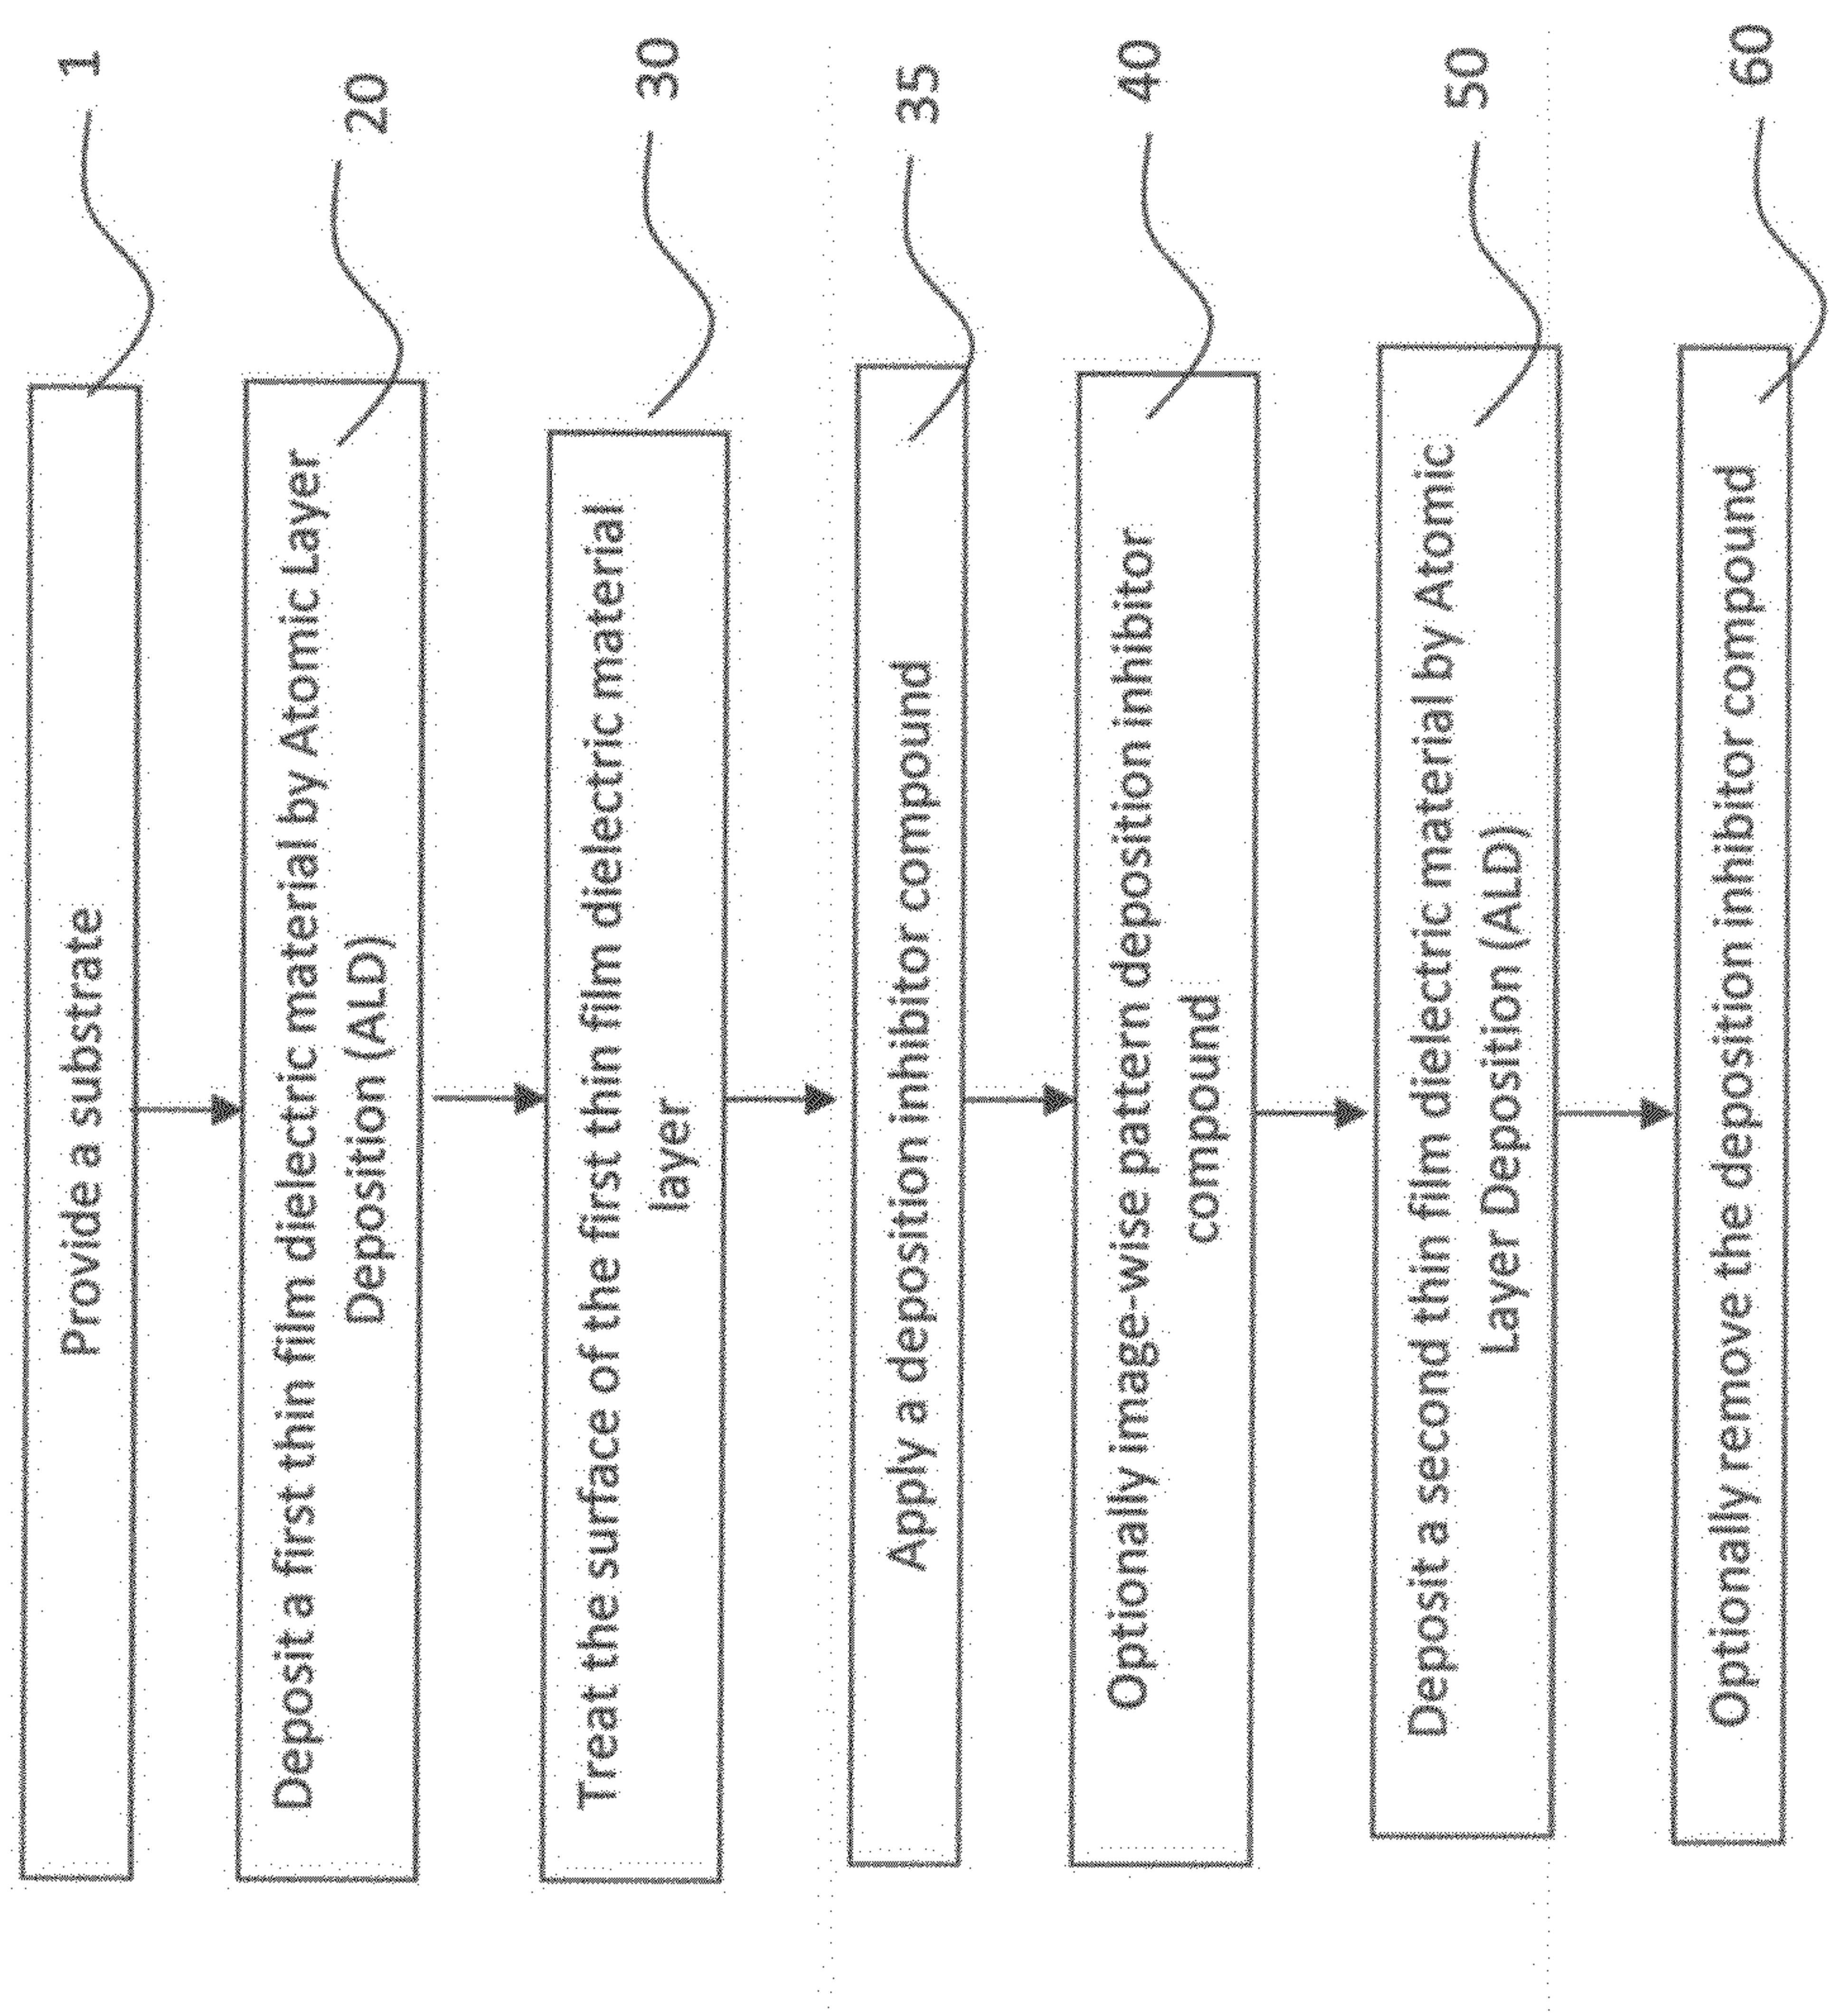 Provide a substrate
1
Deposit a first thin film dielectric material by Atomic Layer
Deposition (ALD)
20
Treat the surface of the first thin film dielectric material
layer
30
Apply a deposition inhibitor compound
35
Optionally image-wise pattern deposition inhibitor
compound
40
Deposit a second thin film dielectric material by Atomic
Layer Deposition (ALD)
50
Optionally remove the deposition inhibitor compound
60